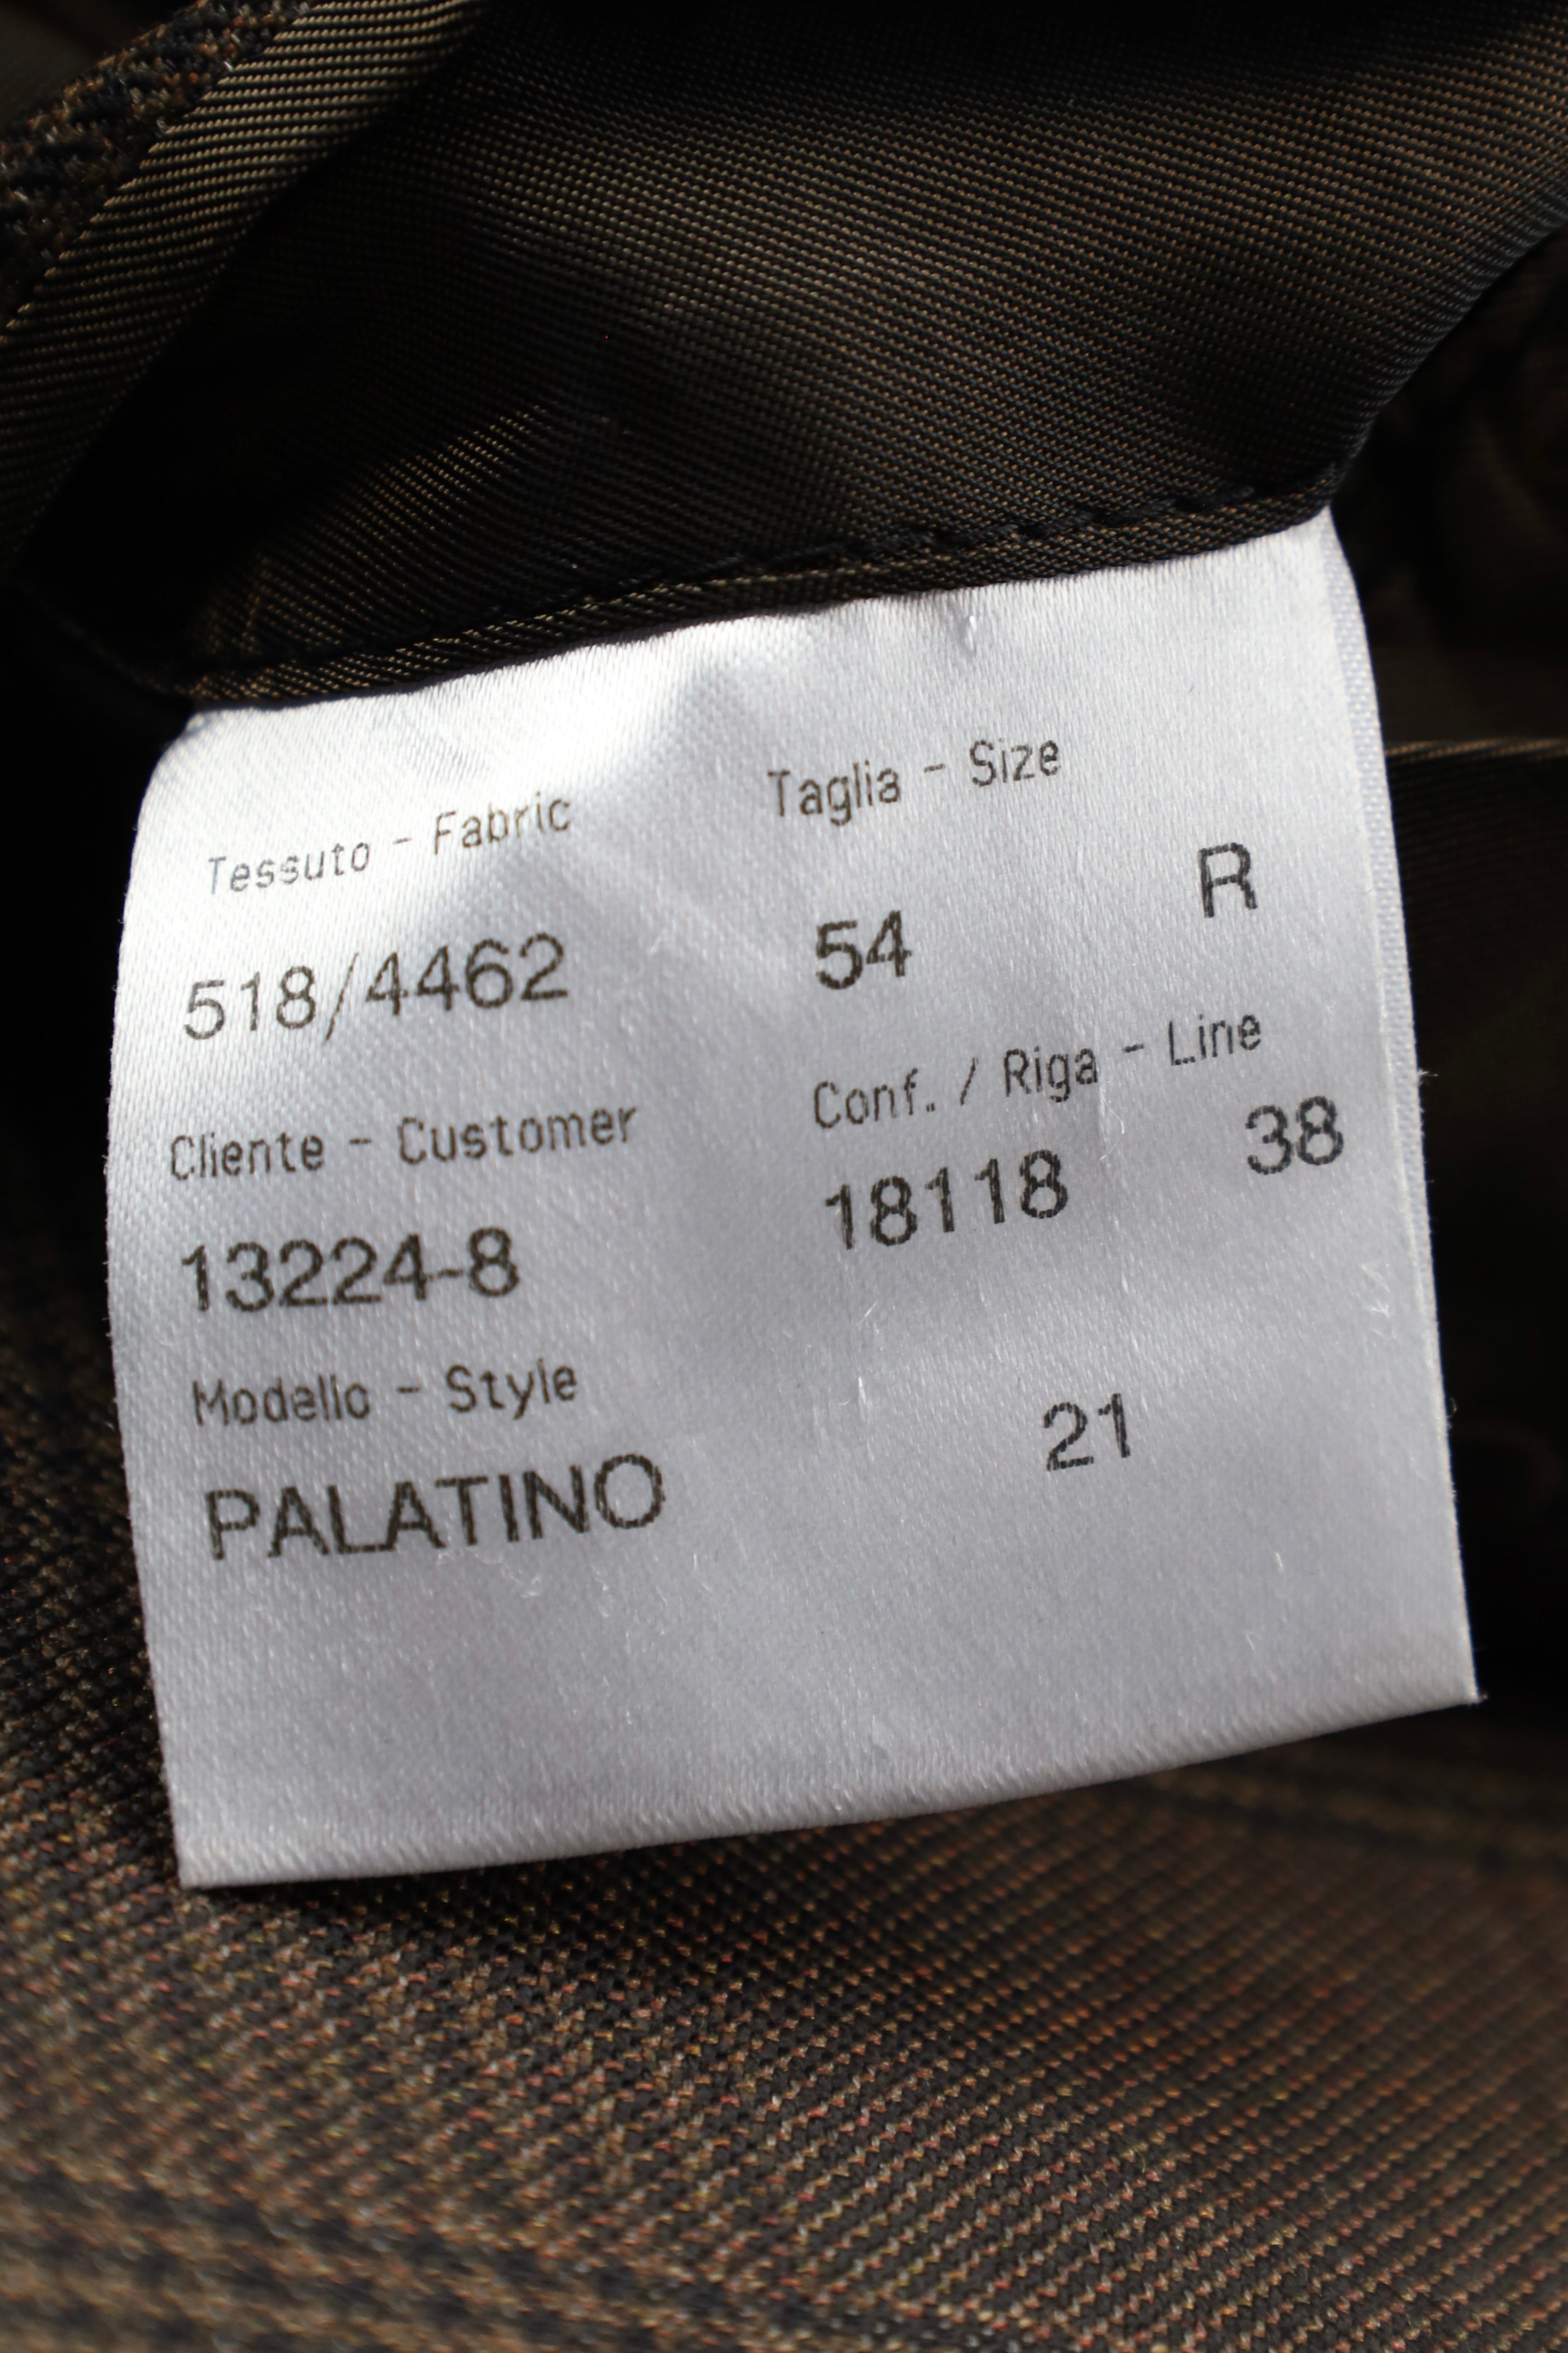 Tessuto - Fabric Taglia - Size
518/4462 54 R
Cliente - Customer Conf. / Riga - Line
13224-8 18118 38
Modello - Style
PALATINO 21